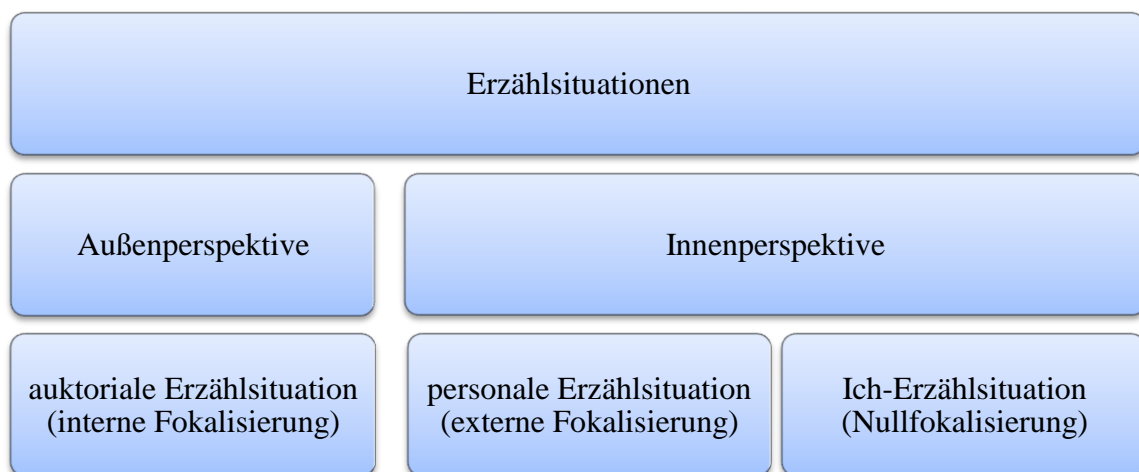 Erzählsituationen
Außenperspektive
Innenperspektive
auktoriale Erzählsituation
(interne Fokalisierung)
personale Erzählsituation
(externe Fokalisierung)
Ich-Erzählsituation
(Nullfokalisierung)